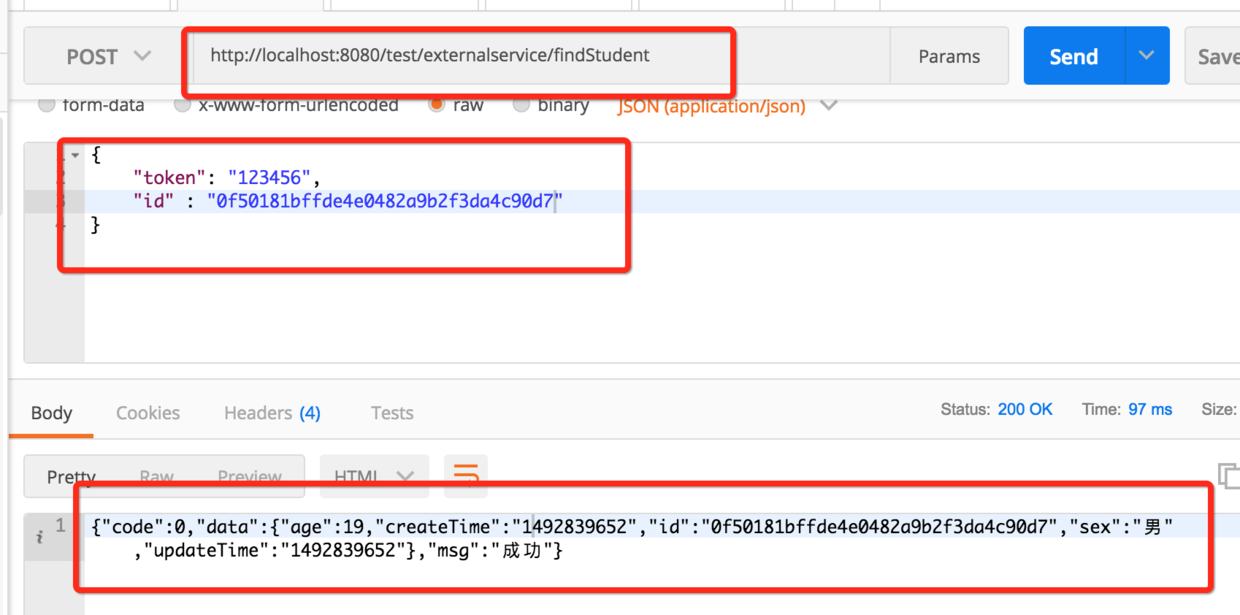 POST http://localhost:8080/test/externalservice/findStudent Params Send Save
form-data x-www-form-urlencoded raw binary JSON (application/json)
1 {
2 "token": "123456",
3 "id" : "0f50181bffde4e0482a9b2f3da4c90d7"
4 }
Body Cookies Headers (4) Tests Status: 200 OK Time: 97 ms Size:
Pretty Raw Preview HTML
i 1 {"code":0,"data":{"age":19,"createTime":"1492839652","id":"0f50181bffde4e0482a9b2f3da4c90d7","sex":"男"
,"updateTime":"1492839652"},"msg":"成功"}